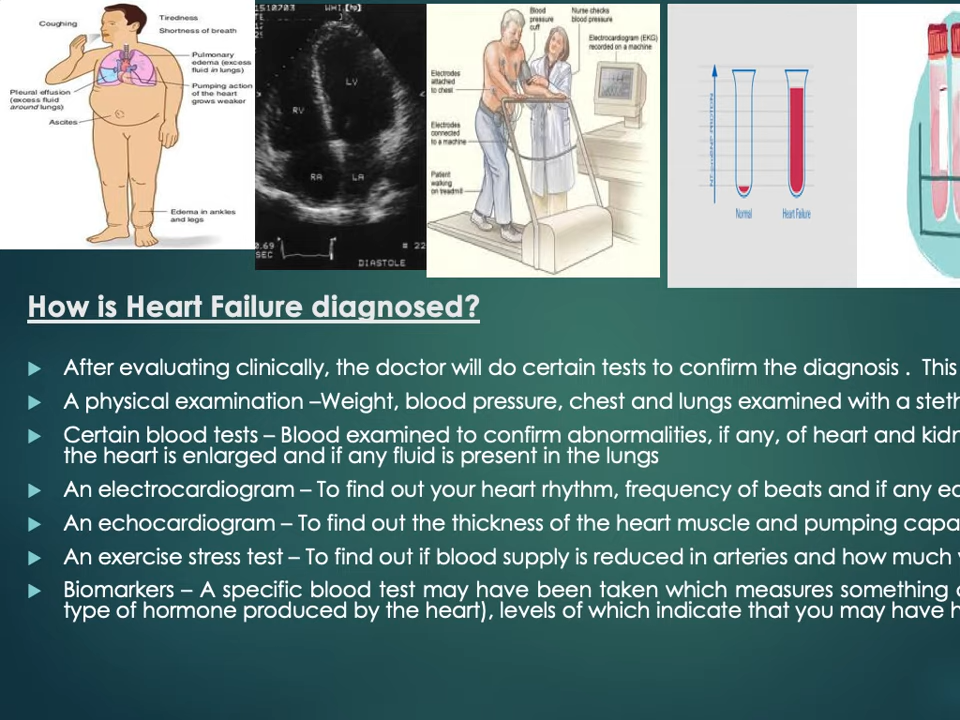 Coughing
Tiredness
Shortness of breath
Pulmonary
edema (excess
fluid in lungs)
Pleural effusion
(excess fluid
around lungs)
Pumping action
of the heart
grows weaker
Ascites
Edema in ankles
and legs
LV
RV
RA
LA
SEC
DIASTOLE
Blood
pressure
cuff
Nurse checks
blood pressure
Electrocardiogram (EKG)
recorded on a machine
Electrodes
attached
to chest
Electrodes
connected
to a machine
Patient
walking
on treadmill
Normal
Heart Failure
How is Heart Failure diagnosed?
After evaluating clinically, the doctor will do certain tests to confirm the diagnosis . This
A physical examination –Weight, blood pressure, chest and lungs examined with a steth
Certain blood tests – Blood examined to confirm abnormalities, if any, of heart and kidn
the heart is enlarged and if any fluid is present in the lungs
An electrocardiogram – To find out your heart rhythm, frequency of beats and if any
An echocardiogram – To find out the thickness of the heart muscle and pumping capa
An exercise stress test – To find out if blood supply is reduced in arteries and how much
Biomarkers – A specific blood test may have been taken which measures something
type of hormone produced by the heart), levels of which indicate that you may have